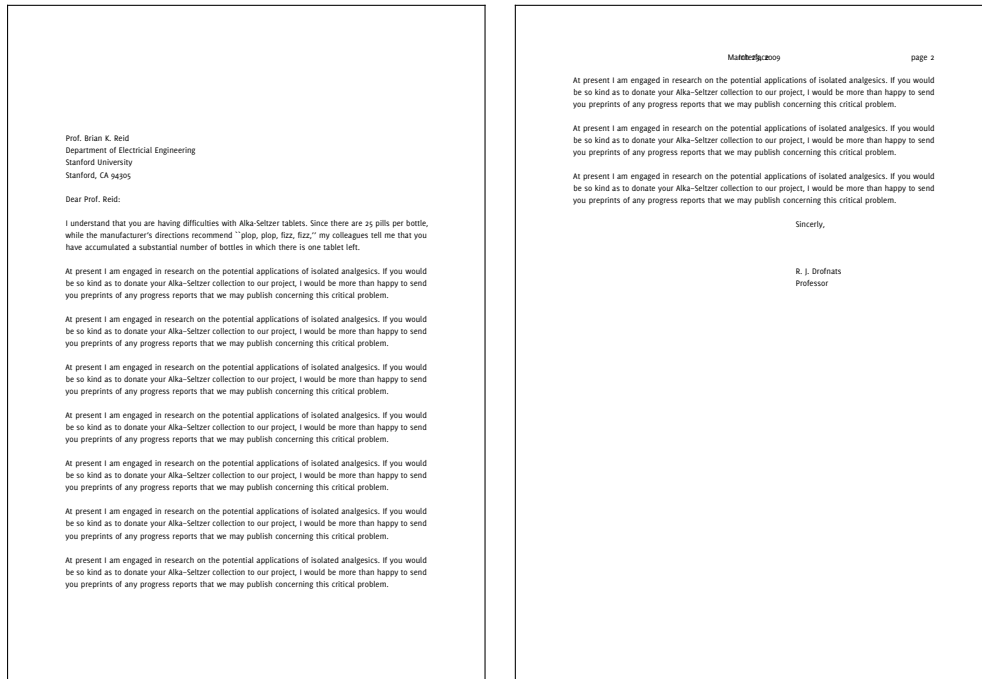 Prof. Brian K. Reid
Department of Electricial Engineering
Stanford University
Stanford, CA 94305
Dear Prof. Reid:
I understand that you are having difficulties with Alka-Seltzer tablets. Since there are 25 pills per bottle,
while the manufacturer's directions recommend ``plop, plop, fizz, fizz,'' my colleagues tell me that you
have accumulated a substantial number of bottles in which there is one tablet left.
At present I am engaged in research on the potential applications of isolated analgesics. If you would
be so kind as to donate your Alka-Seltzer collection to our project, I would be more than happy to send
you preprints of any progress reports that we may publish concerning this critical problem.
At present I am engaged in research on the potential applications of isolated analgesics. If you would
be so kind as to donate your Alka-Seltzer collection to our project, I would be more than happy to send
you preprints of any progress reports that we may publish concerning this critical problem.
At present I am engaged in research on the potential applications of isolated analgesics. If you would
be so kind as to donate your Alka-Seltzer collection to our project, I would be more than happy to send
you preprints of any progress reports that we may publish concerning this critical problem.
At present I am engaged in research on the potential applications of isolated analgesics. If you would
be so kind as to donate your Alka-Seltzer collection to our project, I would be more than happy to send
you preprints of any progress reports that we may publish concerning this critical problem.
At present I am engaged in research on the potential applications of isolated analgesics. If you would
be so kind as to donate your Alka-Seltzer collection to our project, I would be more than happy to send
you preprints of any progress reports that we may publish concerning this critical problem.
At present I am engaged in research on the potential applications of isolated analgesics. If you would
be so kind as to donate your Alka-Seltzer collection to our project, I would be more than happy to send
you preprints of any progress reports that we may publish concerning this critical problem.
At present I am engaged in research on the potential applications of isolated analgesics. If you would
be so kind as to donate your Alka-Seltzer collection to our project, I would be more than happy to send
you preprints of any progress reports that we may publish concerning this critical problem.
page 2
At present I am engaged in research on the potential applications of isolated analgesics. If you would
be so kind as to donate your Alka-Seltzer collection to our project, I would be more than happy to send
you preprints of any progress reports that we may publish concerning this critical problem.
At present I am engaged in research on the potential applications of isolated analgesics. If you would
be so kind as to donate your Alka-Seltzer collection to our project, I would be more than happy to send
you preprints of any progress reports that we may publish concerning this critical problem.
At present I am engaged in research on the potential applications of isolated analgesics. If you would
be so kind as to donate your Alka-Seltzer collection to our project, I would be more than happy to send
you preprints of any progress reports that we may publish concerning this critical problem.
Sincerly,
R. J. Drofnats
Professor